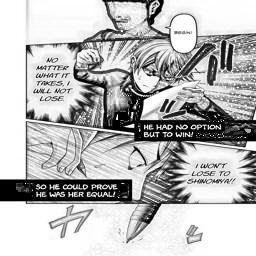 BEGIN!
NO
MATTER
WHAT IT
TAKES, I
WILL NOT
LOSE.
HE HAD NO OPTION
BUT TO WIN!
I WON'T
LOSE TO
SHINOMIYA!!
SO HE COULD PROVE
HE WAS HER EQUAL!